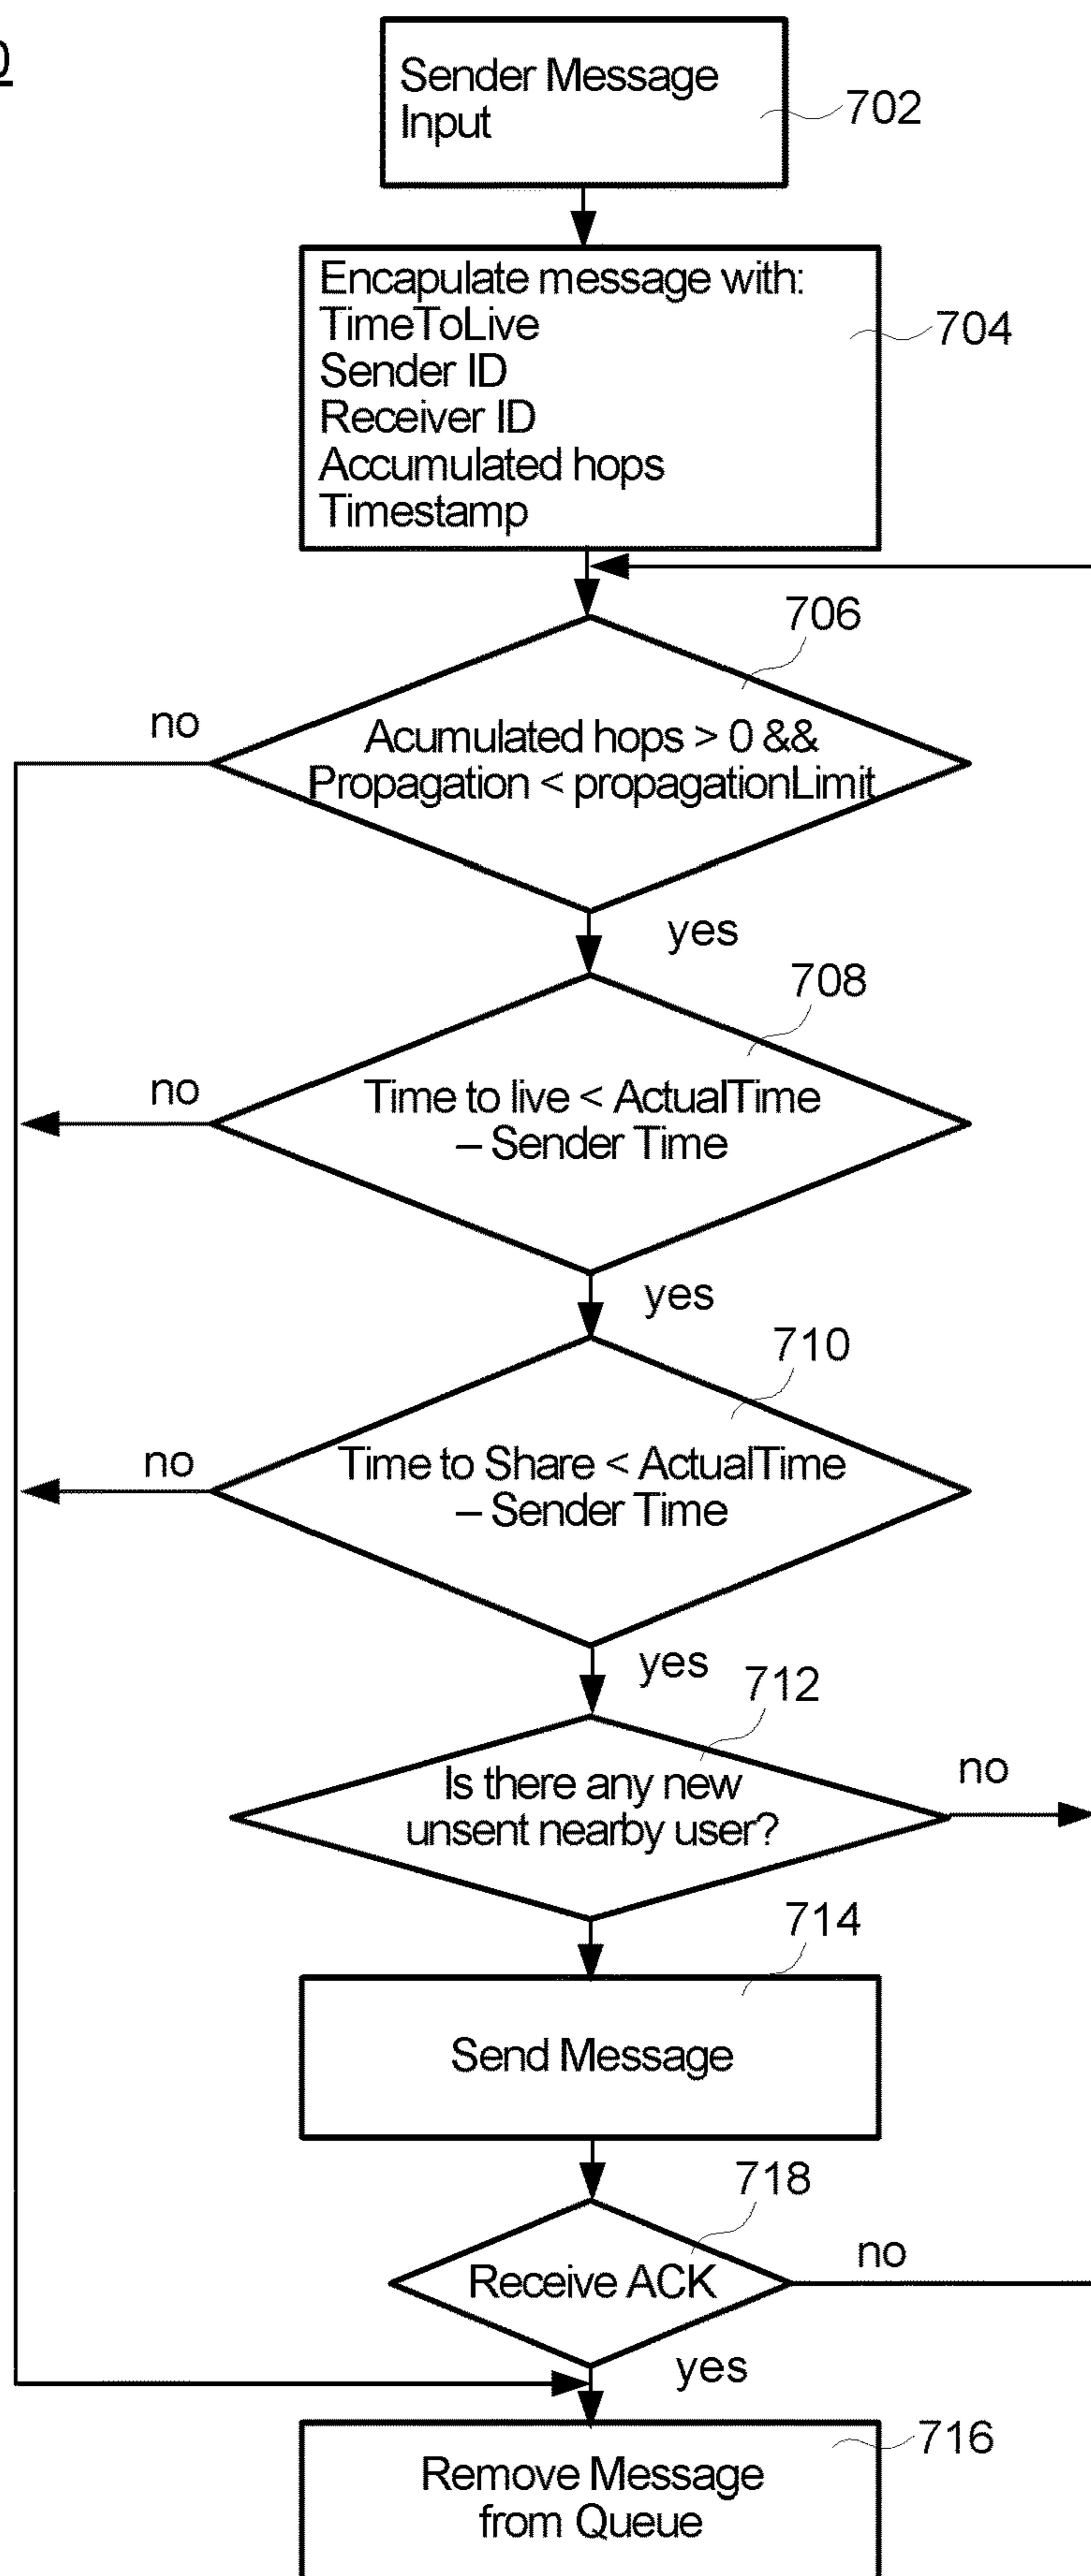 0
Sender Message
Input
702
Encapulate message with:
TimeToLive
Sender ID
Receiver ID
Accumulated hops
Timestamp
704
706
no
Acumulated hops > 0 &&
Propagation < propagationLimit
yes
708
no
Time to live < ActualTime
– Sender Time
yes
710
no
Time to Share < ActualTime
– Sender Time
yes
712
Is there any new
unsent nearby user?
no
714
Send Message
718
Receive ACK
no
yes
716
Remove Message
from Queue